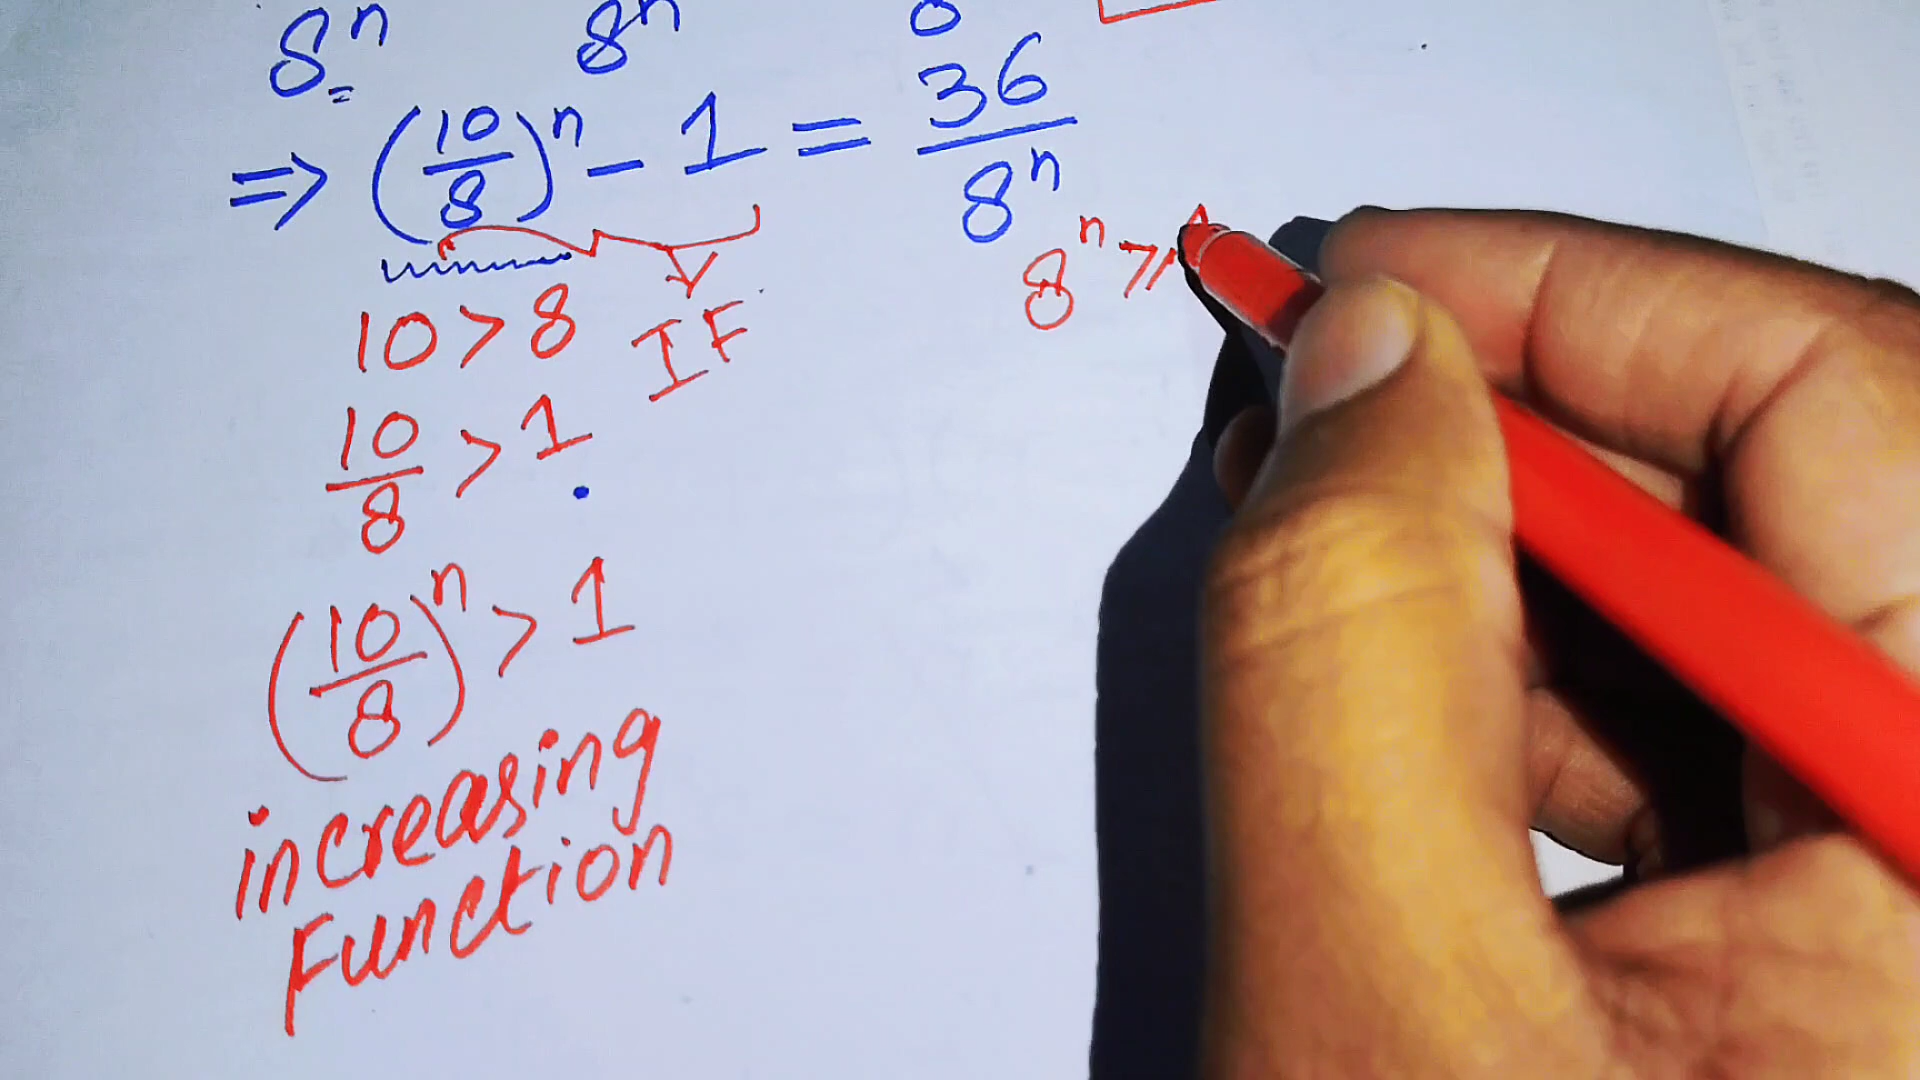 8ⁿ 8ⁿ
=> (10/8)ⁿ - 1 = 36/8ⁿ
8ⁿ >
10 > 8
IF
10/8 > 1
(10/8)ⁿ > 1
increasing
Function